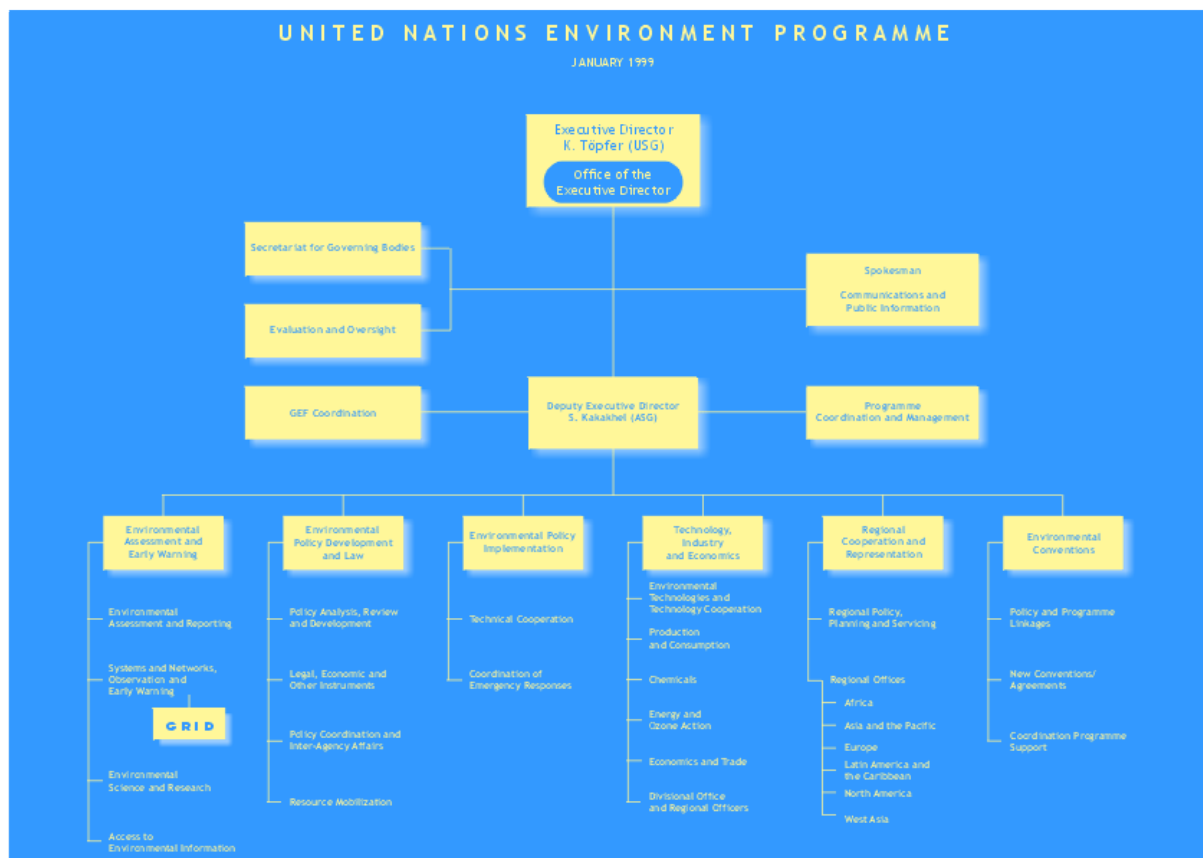 UNITED NATIONS ENVIRONMENT PROGRAMME
JANUARY 1999
Executive Director
K. Töpfer (USG)
Office of the
Executive Director
Secretariat for Governing Bodies
Spokesman
Communications and
Public Information
Evaluation and Oversight
GEF Coordination
Deputy Executive Director
S. Kakakhel (ASG)
Programme
Coordination and Management
Environmental
Assessment and
Early Warning
Environmental
Assessment and Reporting
Systems and Networks,
Observation and
Early Warning
GRID
Environmental
Science and Research
Access to
Environmental Information
Environmental
Policy Development
and Law
Policy Analysis, Review
and Development
Legal, Economic and
Other Instruments
Policy Coordination and
Inter-Agency Affairs
Resource Mobilization
Environmental Policy
Implementation
Technical Cooperation
Coordination of
Emergency Responses
Technology,
Industry
and Economics
Environmental
Technologies and
Technology Cooperation
Production
and Consumption
Chemicals
Energy and
Ozone Action
Economics and Trade
Divisional Office
and Regional Officers
Regional
Cooperation and
Representation
Regional Policy,
Planning and Servicing
Regional Offices
Africa
Asia and the Pacific
Europe
Latin America and
the Caribbean
North America
West Asia
Environmental
Conventions
Policy and Programme
Linkages
New Conventions/
Agreements
Coordination Programme
Support